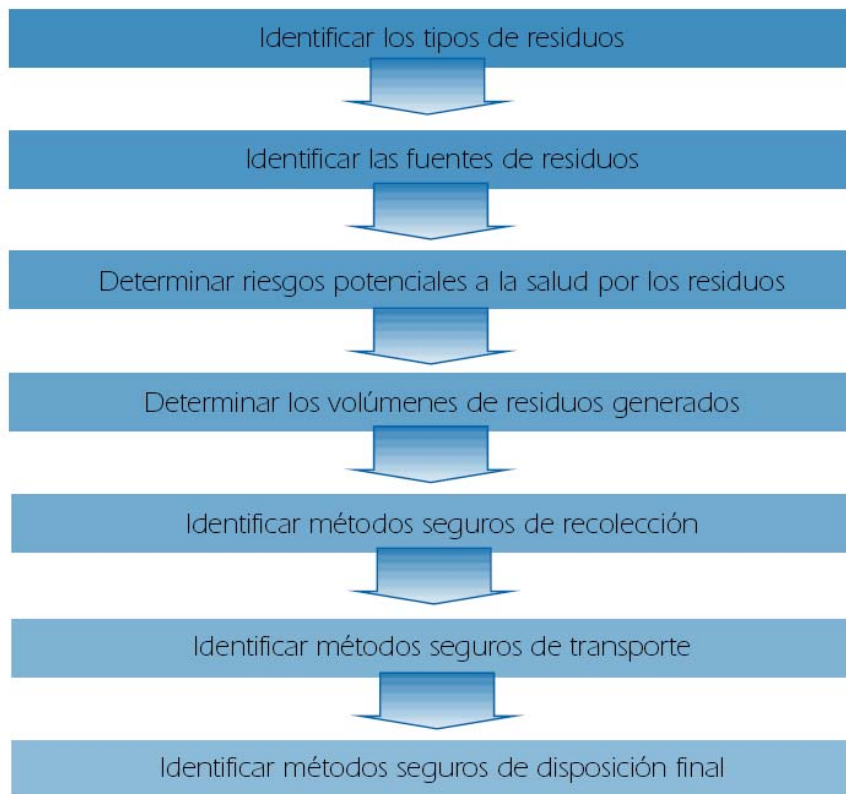 Identificar los tipos de residuos
Identificar las fuentes de residuos
Determinar riesgos potenciales a la salud por los residuos
Determinar los volúmenes de residuos generados
Identificar métodos seguros de recolección
Identificar métodos seguros de transporte
Identificar métodos seguros de disposición final